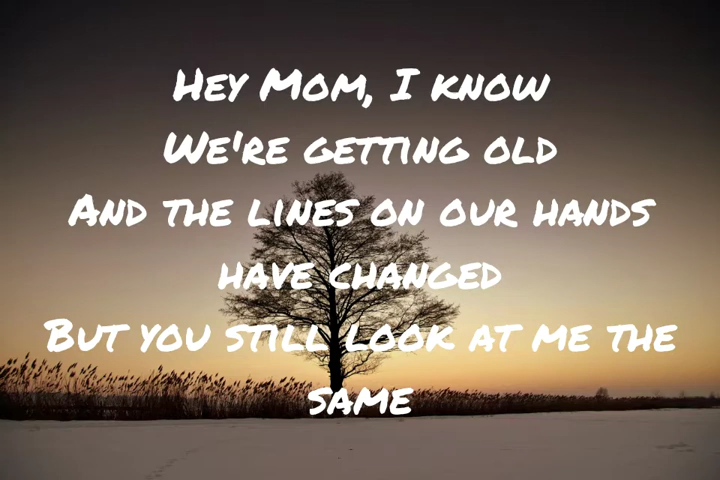 Hey Mom, I know
We're getting old
And the lines on our hands
have changed
But you still look at me the
same